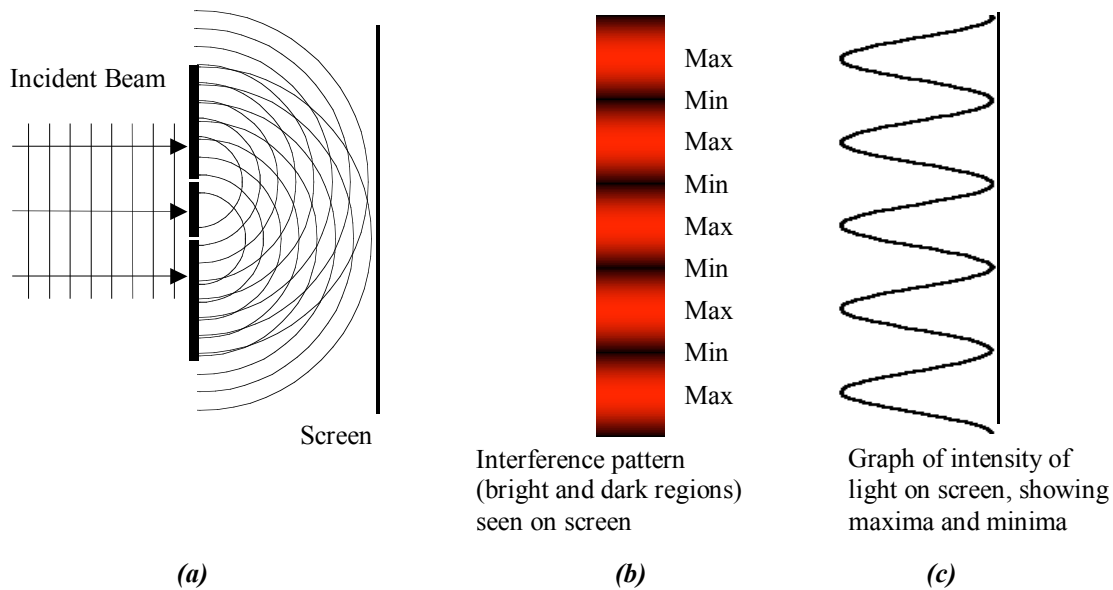 Incident Beam
Screen
(a)
Max
Min
Max
Min
Max
Min
Max
Min
Max
Interference pattern
(bright and dark regions)
seen on screen
(b)
Graph of intensity of
light on screen, showing
maxima and minima
(c)